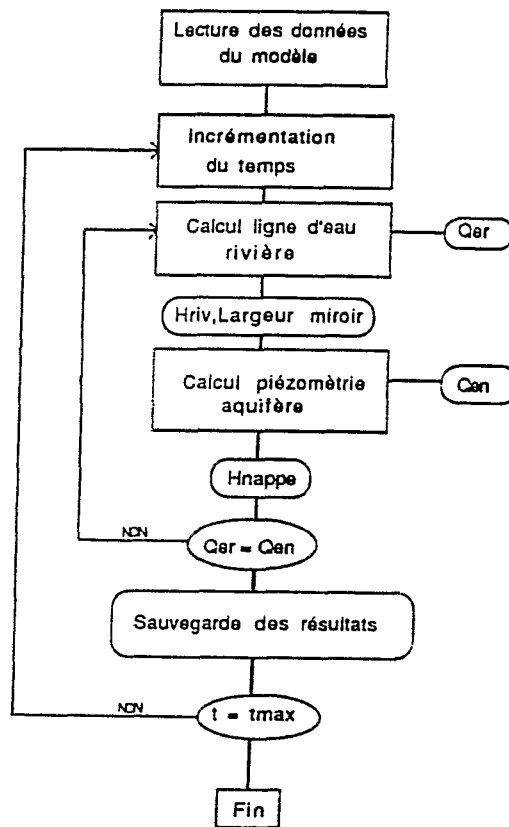 Lecture des données
du modèle
Incrémentation
du temps
Calcul ligne d'eau
rivière
Qer
Hriv,Largeur miroir
Calcul piézomètrie
aquifère
Qen
Hnappe
NON
Qer = Qen
Sauvegarde des résultats
NON
t = tmax
Fin